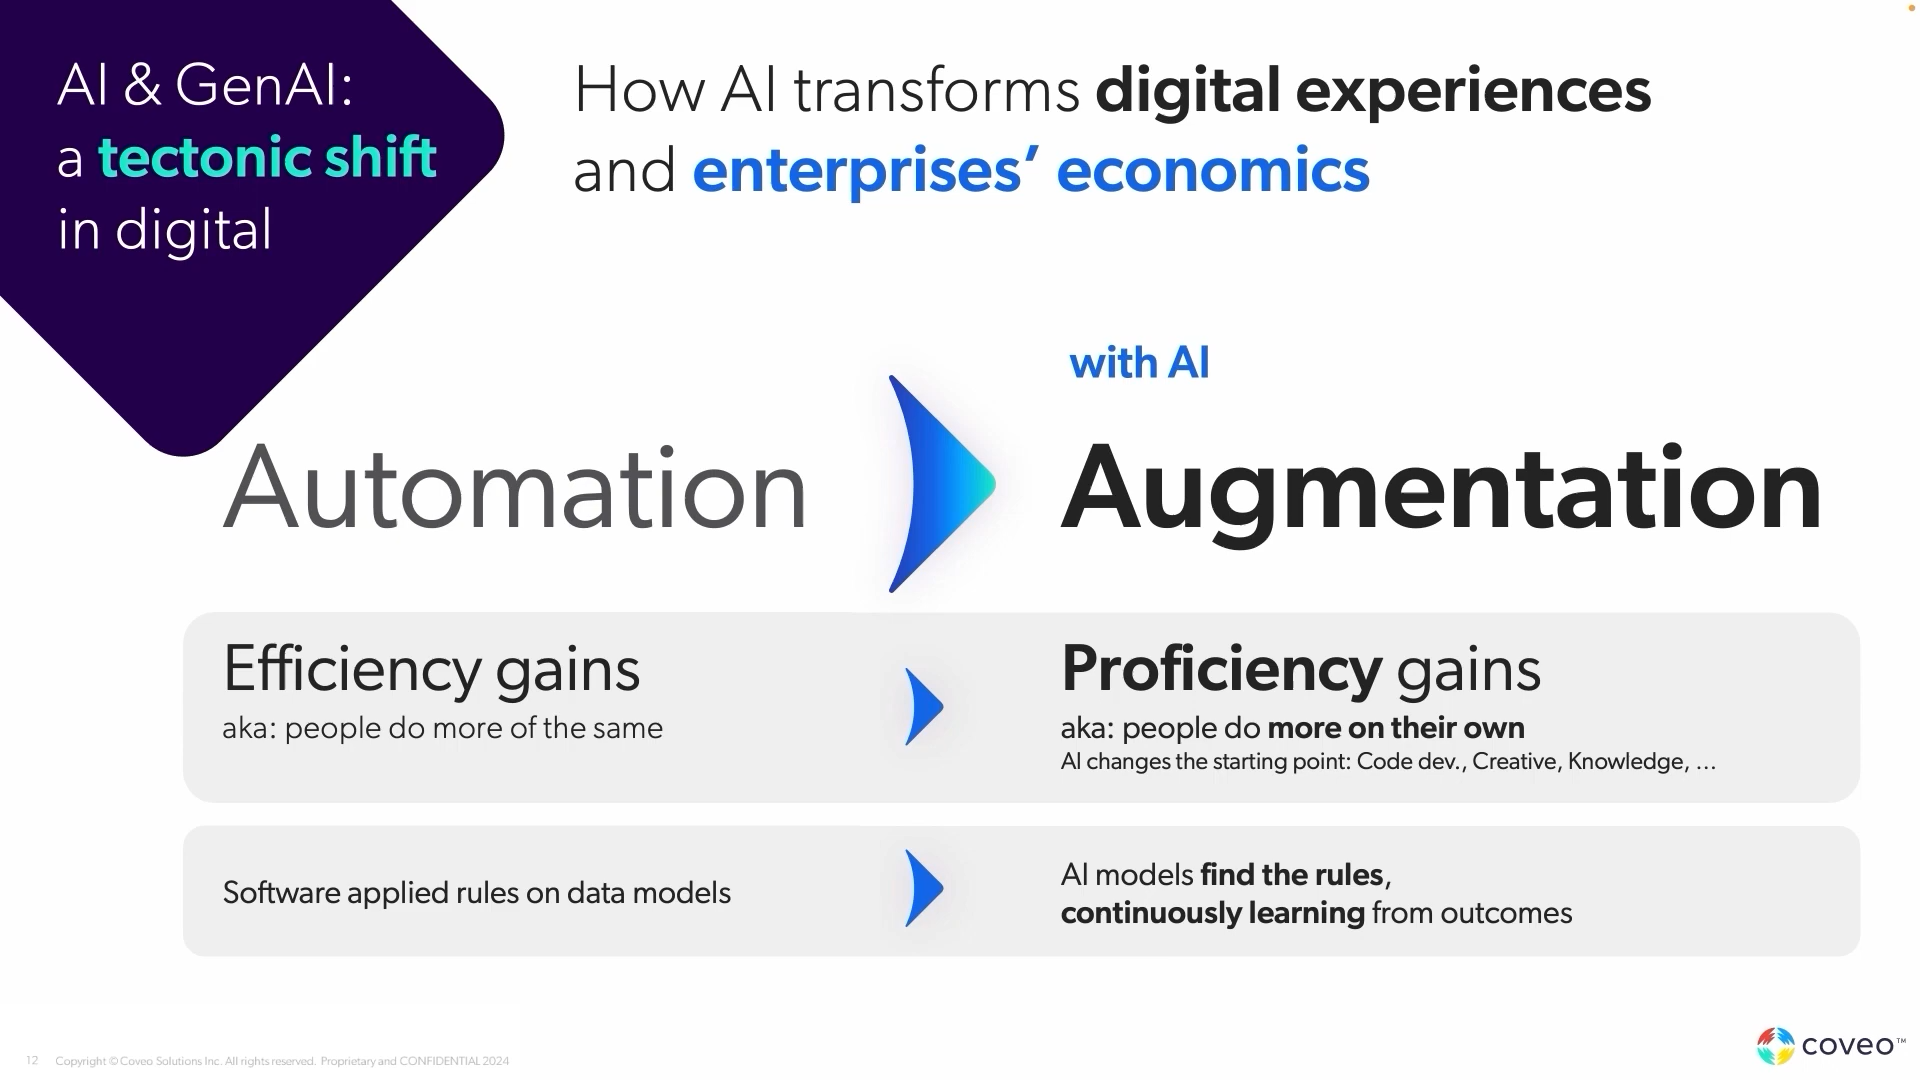 AI & GenAI:
a tectonic shift
in digital
How AI transforms digital experiences
and enterprises’ economics
with AI
Automation
Augmentation
Efficiency gains
aka: people do more of the same
Proficiency gains
aka: people do more on their own
AI changes the starting point: Code dev., Creative, Knowledge, ...
Software applied rules on data models
AI models find the rules,
continuously learning from outcomes
12 Copyright © Coveo Solutions Inc. All rights reserved. Proprietary and CONFIDENTIAL 2024
coveo™